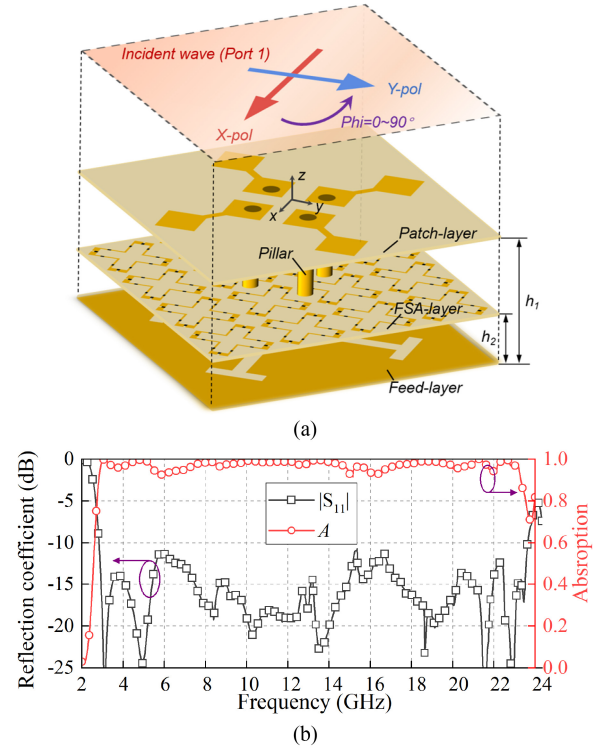 Incident wave (Port 1)
Y-pol
X-pol
Phi=0~90°
z
x
y
Patch-layer
Pillar
h1
FSA-layer
h2
Feed-layer
(a)
0
-5
-10
-15
-20
-25
Reflection coefficient (dB)
|S11|
A
1.0
0.8
0.6
0.4
0.2
0.0
Absroption
2 4 6 8 10 12 14 16 18 20 22 24
Frequency (GHz)
(b)